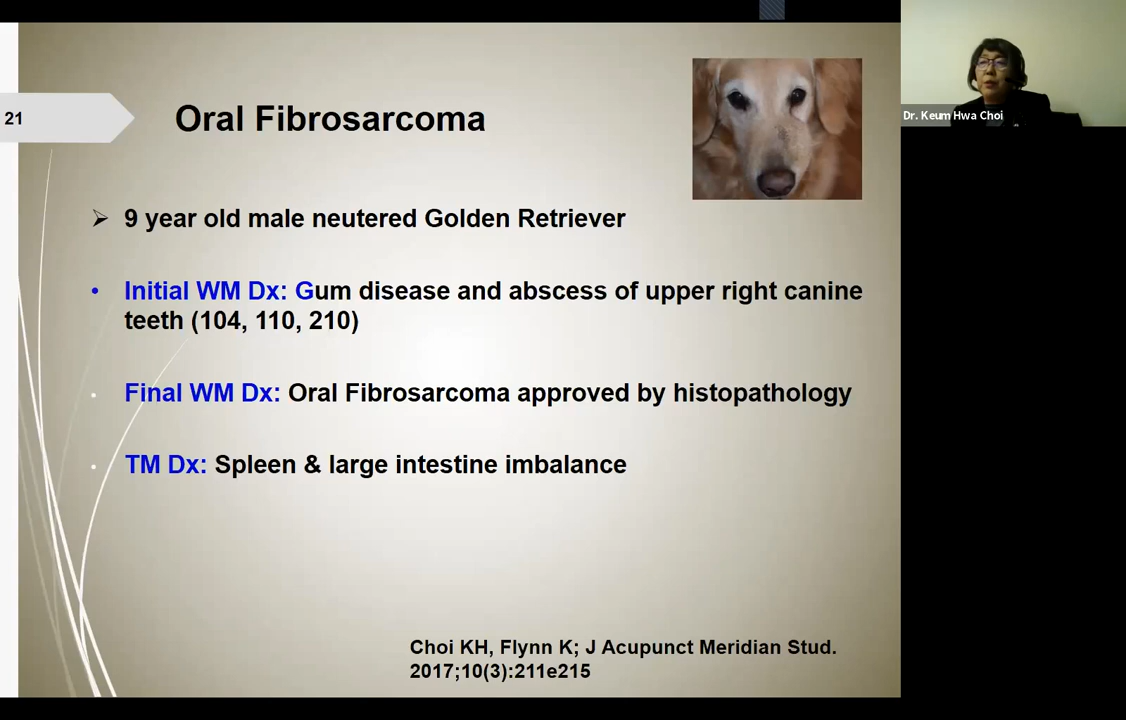 21
Oral Fibrosarcoma
Dr. Keum Hwa Choi
➢ 9 year old male neutered Golden Retriever
• Initial WM Dx: Gum disease and abscess of upper right canine
teeth (104, 110, 210)
• Final WM Dx: Oral Fibrosarcoma approved by histopathology
• TM Dx: Spleen & large intestine imbalance
Choi KH, Flynn K; J Acupunct Meridian Stud.
2017;10(3):211e215